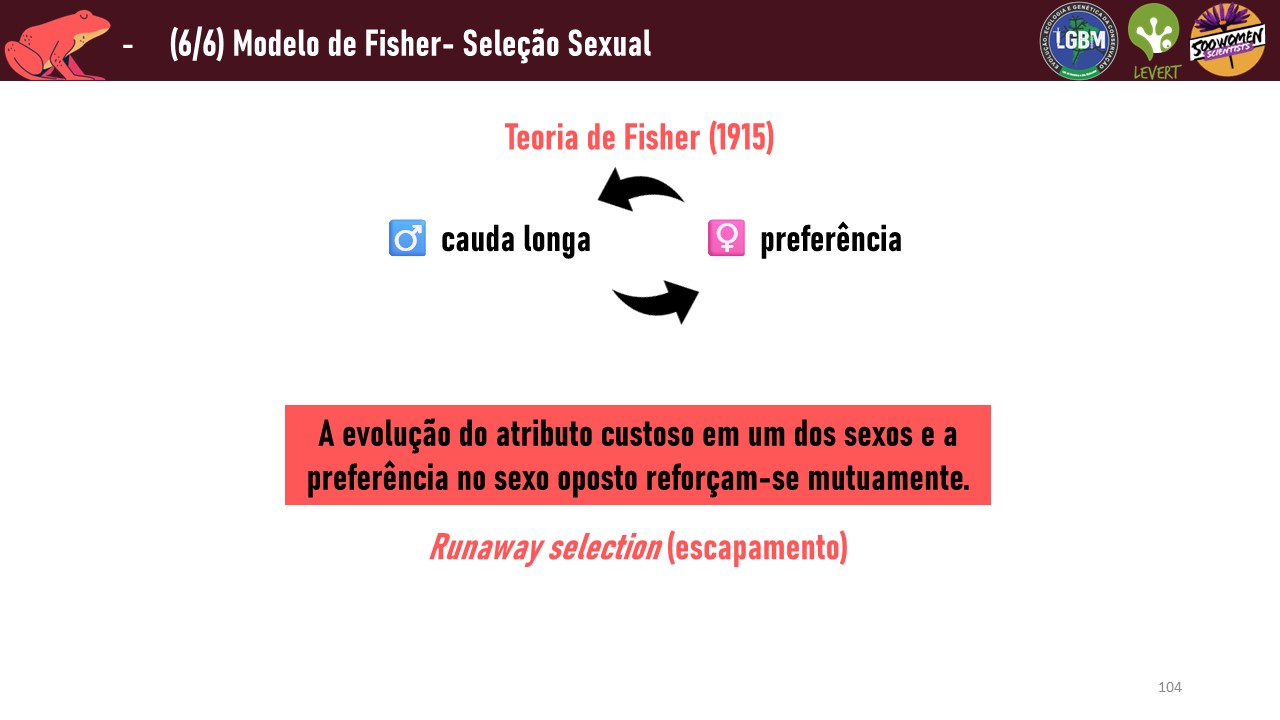 - (6/6) Modelo de Fisher- Seleção Sexual
EVOLUÇÃO, ECOLOGIA E GENÉTICA DA CONSERVAÇÃO
LGBM
LEVERT
500WOMEN
SCIENTISTS
Teoria de Fisher (1915)
♂ cauda longa
♀ preferência
A evolução do atributo custoso em um dos sexos e a
preferência no sexo oposto reforçam-se mutuamente.
Runaway selection (escapamento)
104